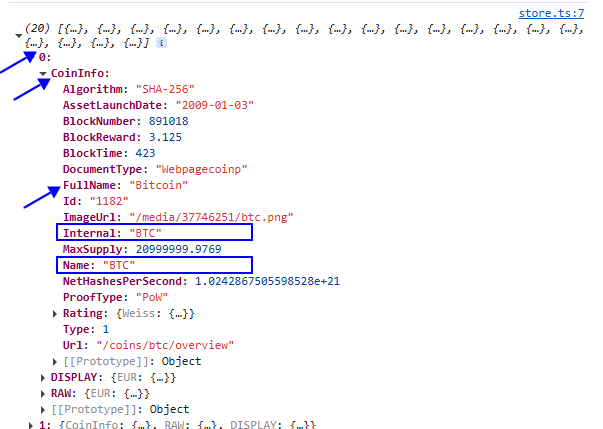 store.ts:7
(20) [{…}, {…}, {…}, {…}, {…}, {…}, {…}, {…}, {…}, {…}, {…}, {…}, {…}, {…}, {…}, {…},
{…}, {…}, {…}, {…}] i
0:
CoinInfo:
Algorithm: "SHA-256"
AssetLaunchDate: "2009-01-03"
BlockNumber: 891018
BlockReward: 3.125
BlockTime: 423
DocumentType: "Webpagecoinp"
FullName: "Bitcoin"
Id: "1182"
ImageUrl: "/media/37746251/btc.png"
Internal: "BTC"
MaxSupply: 20999999.9769
Name: "BTC"
NetHashesPerSecond: 1.0242867505598528e+21
ProofType: "PoW"
Rating: {Weiss: {…}}
Type: 1
Url: "/coins/btc/overview"
[[Prototype]]: Object
DISPLAY: {EUR: {…}}
RAW: {EUR: {…}}
[[Prototype]]: Object
1: {CoinInfo: {…}, RAW: {…}, DISPLAY: {…}}